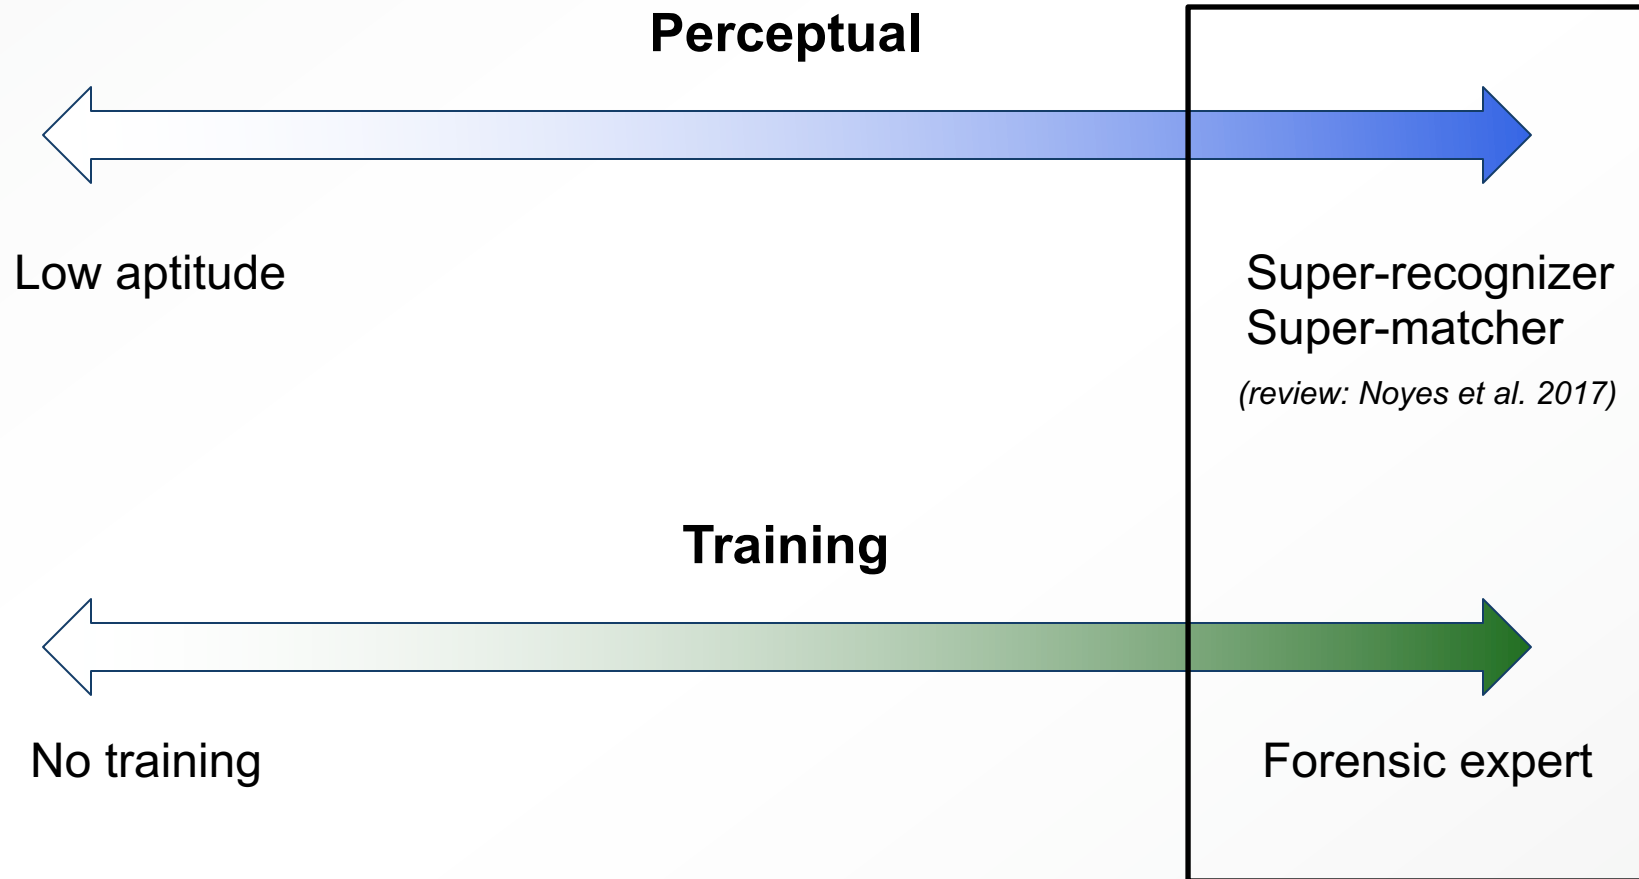 Perceptual
Low aptitude
Super-recognizer
Super-matcher
(review: Noyes et al. 2017)
Training
No training
Forensic expert